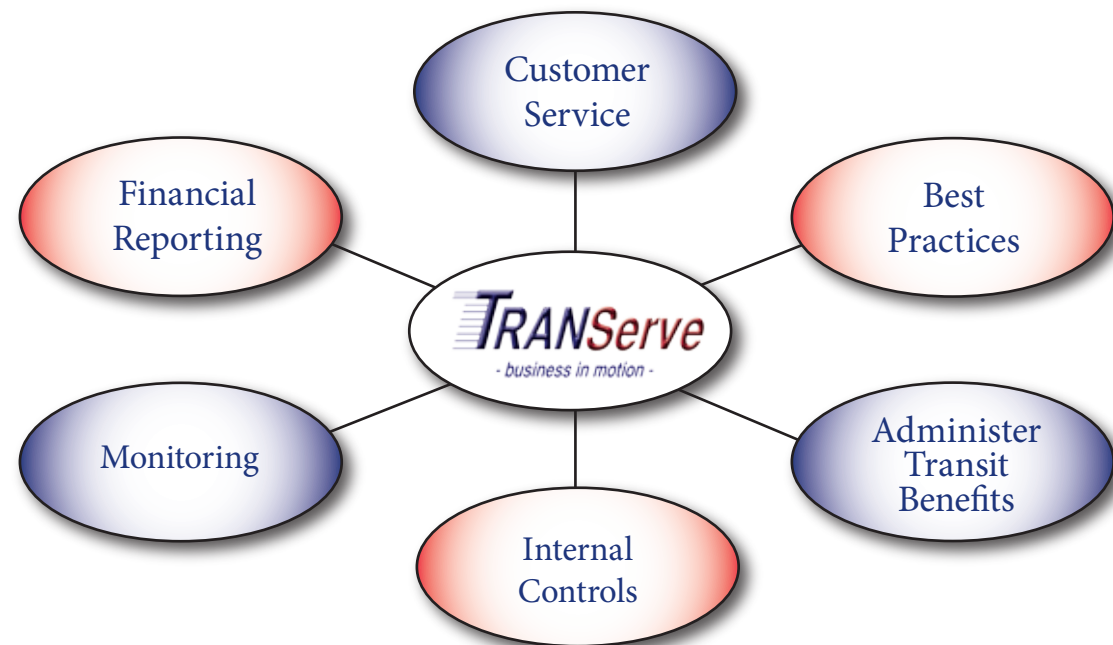 Customer
Service
Financial
Reporting
Best
Practices
TRANServe
- business in motion -
Monitoring
Administer
Transit
Benefits
Internal
Controls